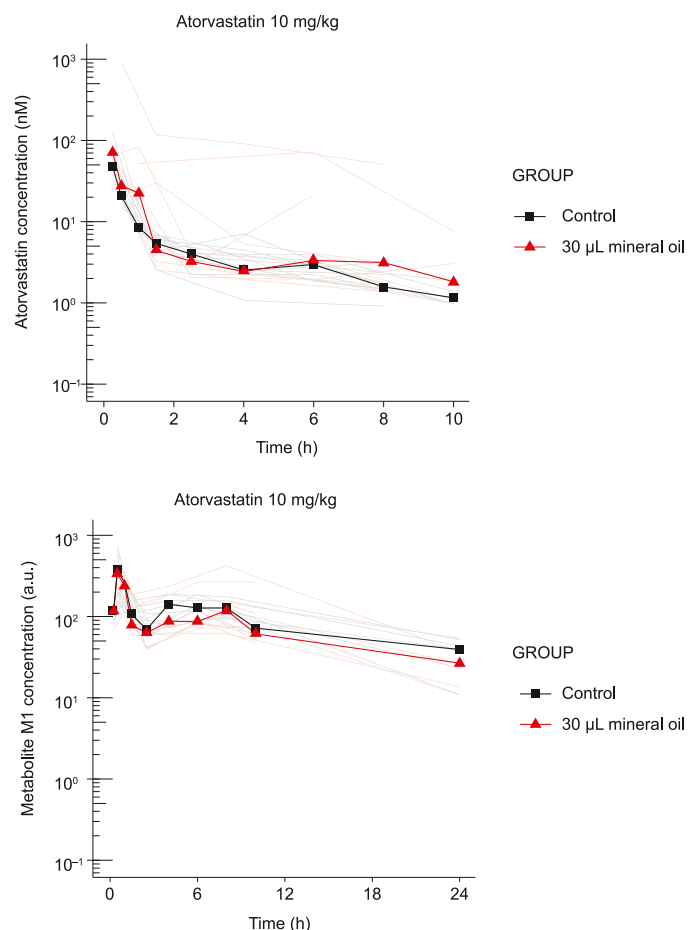 Atorvastatin 10 mg/kg
Atorvastatin concentration (nM)
10³
10²
10¹
10⁰
10⁻¹
0 2 4 6 8 10
Time (h)
GROUP
Control
30 µL mineral oil
Atorvastatin 10 mg/kg
Metabolite M1 concentration (a.u.)
10³
10²
10¹
10⁰
10⁻¹
0 6 12 18 24
Time (h)
GROUP
Control
30 µL mineral oil